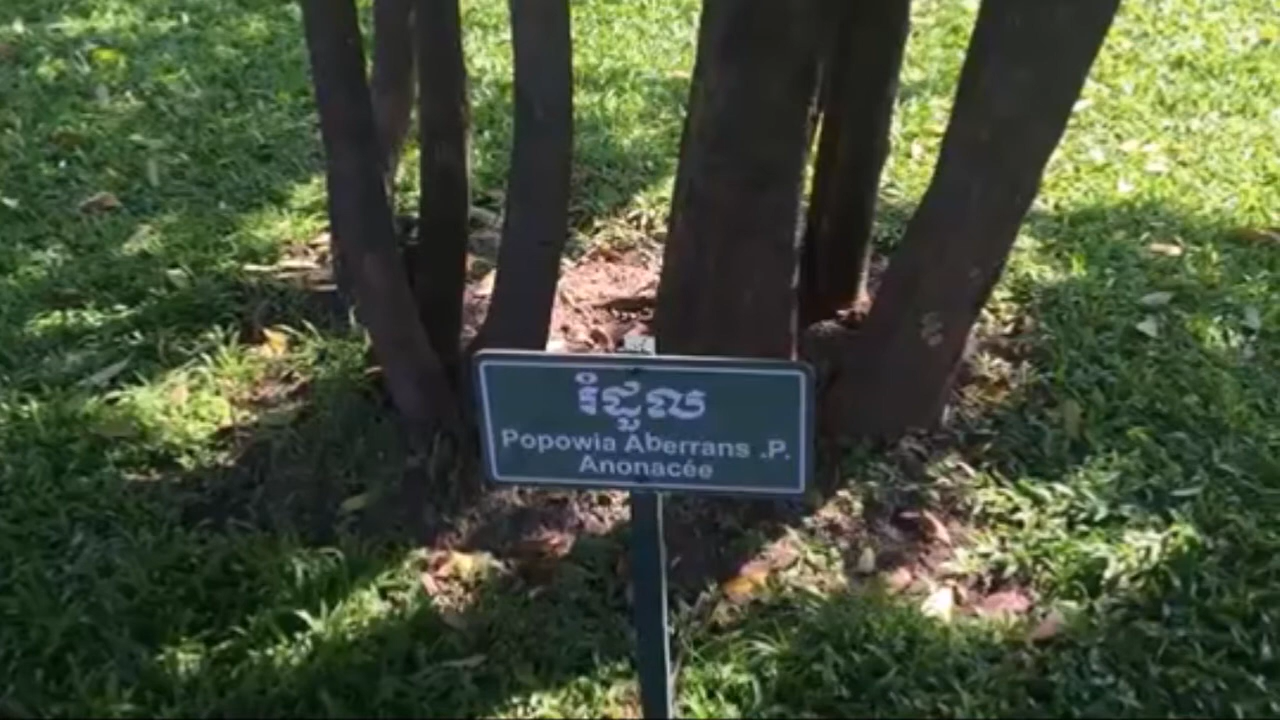 រំដួល
Popowia Aberrans .P.
Anonacée